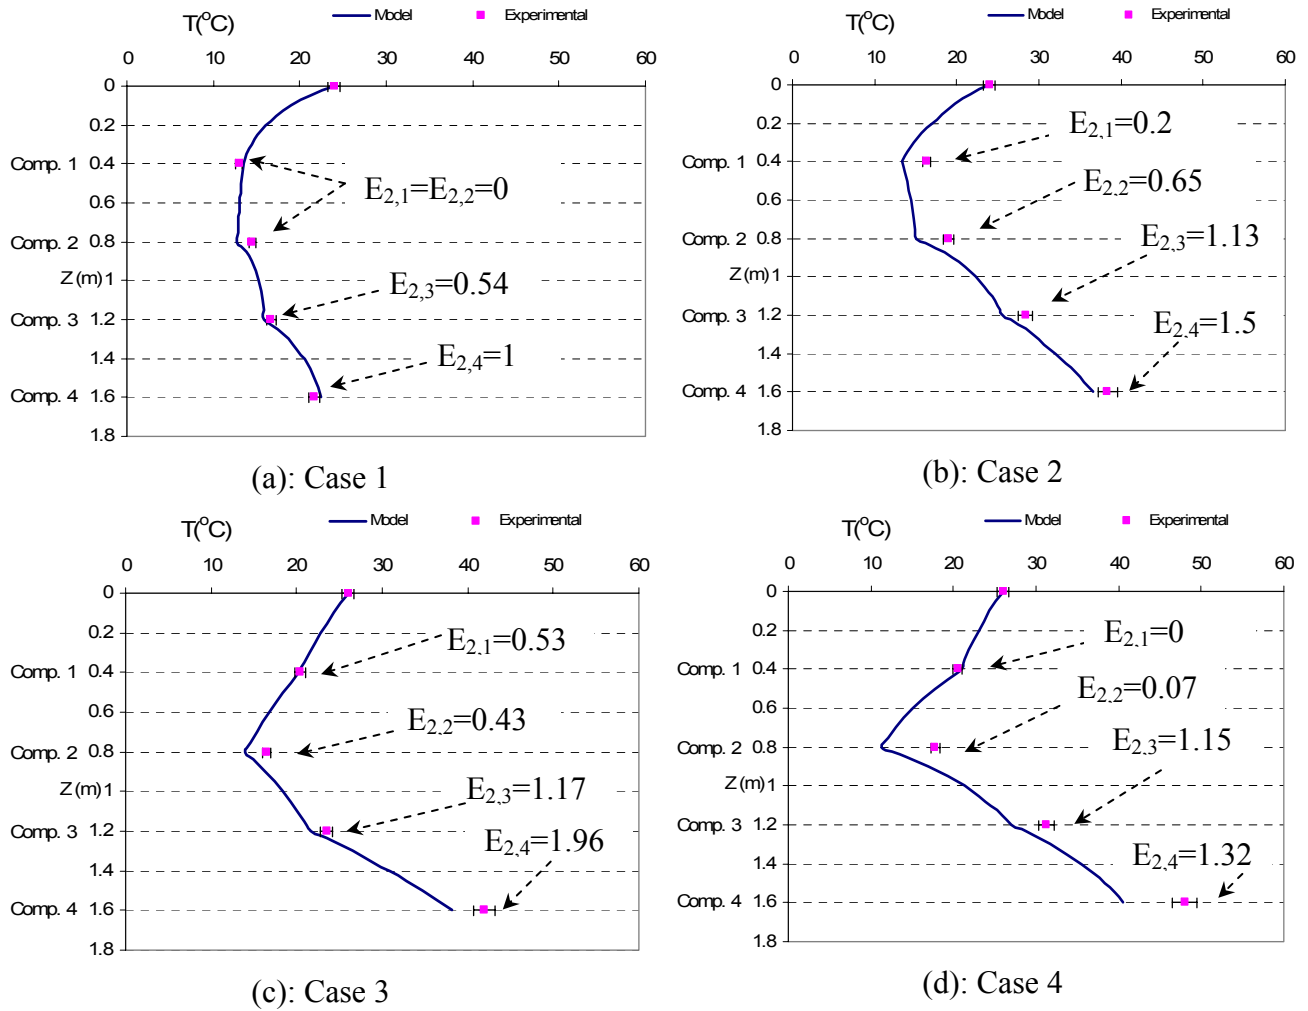 T(°C) Model Experimental
0 10 20 30 40 50 60
0
0.2
Comp. 1 0.4
0.6
Comp. 2 0.8
Z (m) 1
Comp. 3 1.2
1.4
Comp. 4 1.6
1.8
E2,1=E2,2=0
E2,3=0.54
E2,4=1
(a): Case 1
T(°C) Model Experimental
0 10 20 30 40 50 60
0
0.2
Comp. 1 0.4
0.6
Comp. 2 0.8
Z (m) 1
Comp. 3 1.2
1.4
Comp. 4 1.6
1.8
E2,1=0.2
E2,2=0.65
E2,3=1.13
E2,4=1.5
(b): Case 2
T(°C) Model Experimental
0 10 20 30 40 50 60
0
0.2
Comp. 1 0.4
0.6
Comp. 2 0.8
Z (m) 1
Comp. 3 1.2
1.4
Comp. 4 1.6
1.8
E2,1=0.53
E2,2=0.43
E2,3=1.17
E2,4=1.96
(c): Case 3
T(°C) Model Experimental
0 10 20 30 40 50 60
0
0.2
Comp. 1 0.4
0.6
Comp. 2 0.8
Z (m) 1
Comp. 3 1.2
1.4
Comp. 4 1.6
1.8
E2,1=0
E2,2=0.07
E2,3=1.15
E2,4=1.32
(d): Case 4